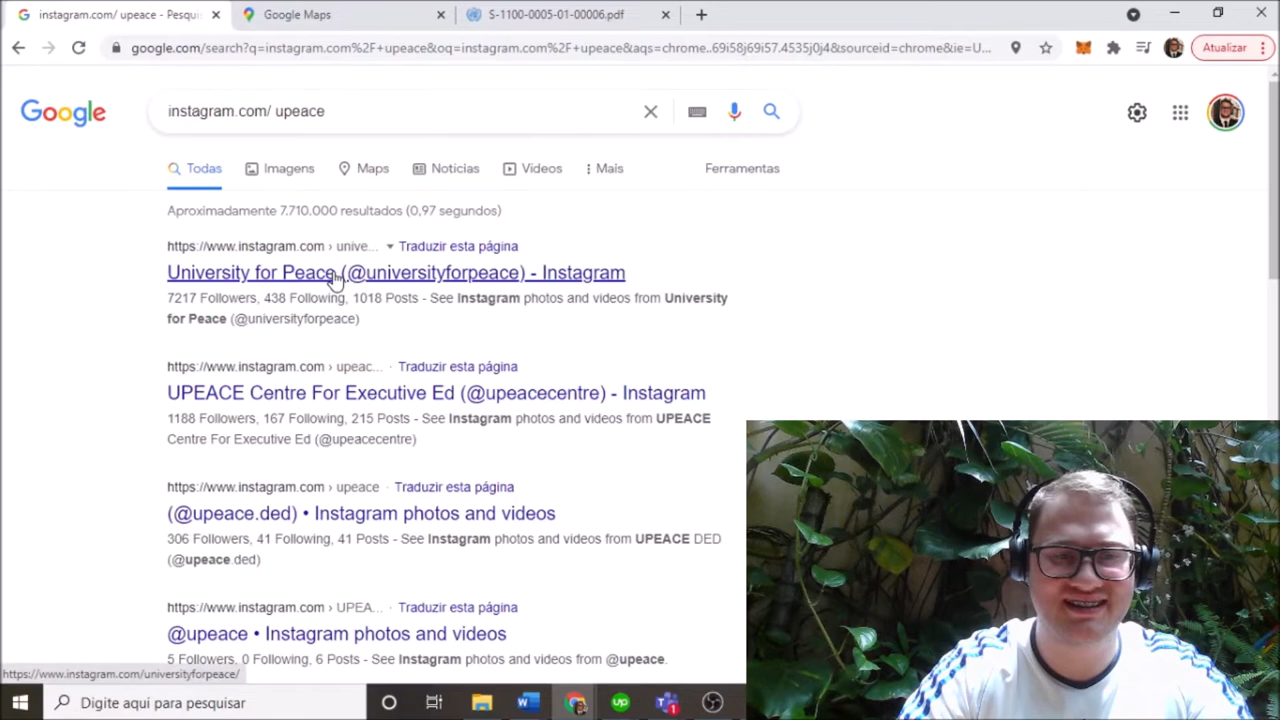 instagram.com/ upeace - Pesqui
Google Maps
S-1100-0005-01-00006.pdf
google.com/search?q=instagram.com%2F+upeace&oq=instagram.com%2F+upeace&aqs=chrome..69i58j69i57.4535j0j4&sourceid=chrome&ie=U...
Atualizar
Google
instagram.com/ upeace
Todas
Imagens
Maps
Notícias
Vídeos
Mais
Ferramentas
Aproximadamente 7.710.000 resultados (0,97 segundos)
https://www.instagram.com › unive... Traduzir esta página
University for Peace (@universityforpeace) - Instagram
7217 Followers, 438 Following, 1018 Posts - See Instagram photos and videos from University
for Peace (@universityforpeace)
https://www.instagram.com › upeac... · Traduzir esta página
UPEACE Centre For Executive Ed (@upeacecentre) - Instagram
1188 Followers, 167 Following, 215 Posts - See Instagram photos and videos from UPEACE
Centre For Executive Ed (@upeacecentre)
https://www.instagram.com › upeace · Traduzir esta página
(@upeace.ded) • Instagram photos and videos
306 Followers, 41 Following, 41 Posts - See Instagram photos and videos from UPEACE DED
(@upeace.ded)
https://www.instagram.com › UPEA... · Traduzir esta página
@upeace • Instagram photos and videos
5 Followers, 0 Following, 6 Posts - See Instagram photos and videos from @upeace.
https://www.instagram.com/universityforpeace/
Digite aqui para pesquisar
W
up
1